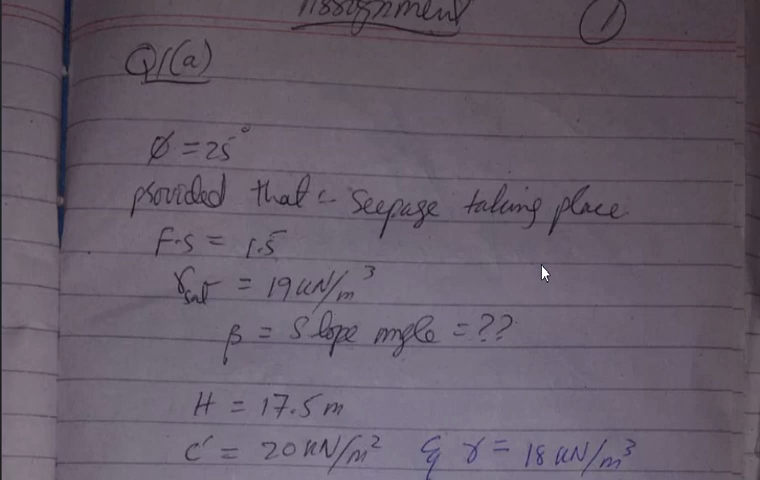 Assignment
1
Q1(a)
Ø = 25°
provided that :- Seepage taking place
F.S = 1.5
γsat = 19 kN/m³
β = Slope angle = ??
H = 17.5 m
C' = 20 kN/m² & γ = 18 kN/m³